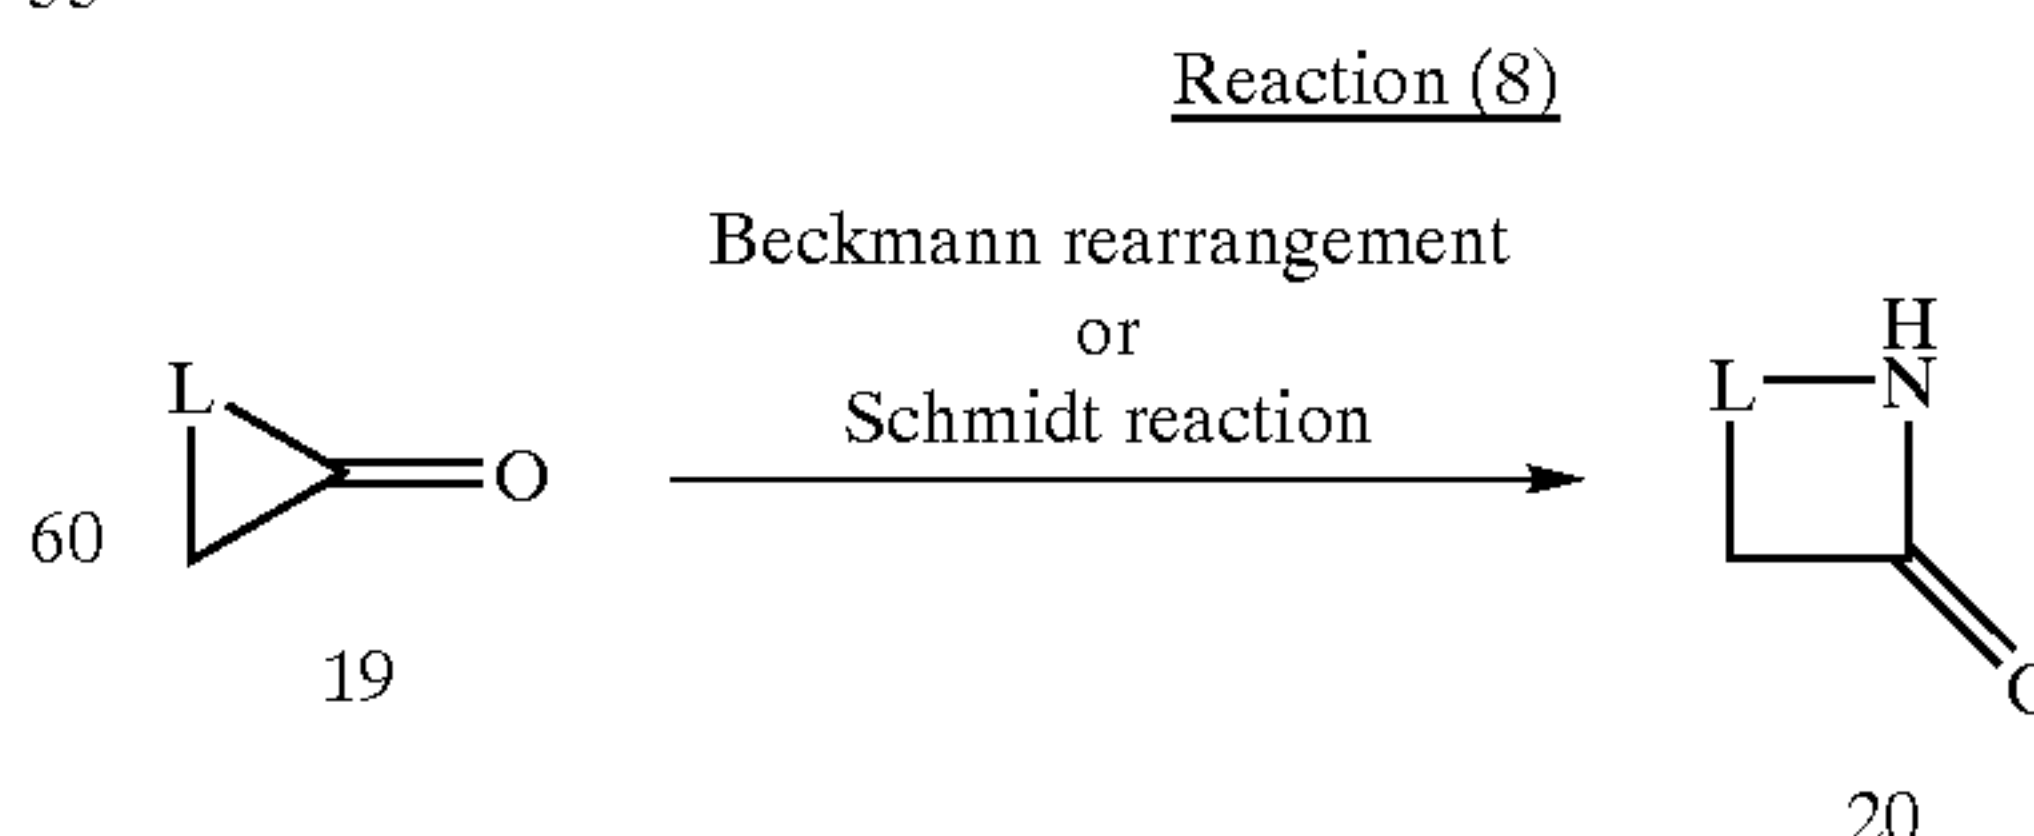 Reaction (8)
Beckmann rearrangement
or
Schmidt reaction
H
L
L
N
O
60
19
20